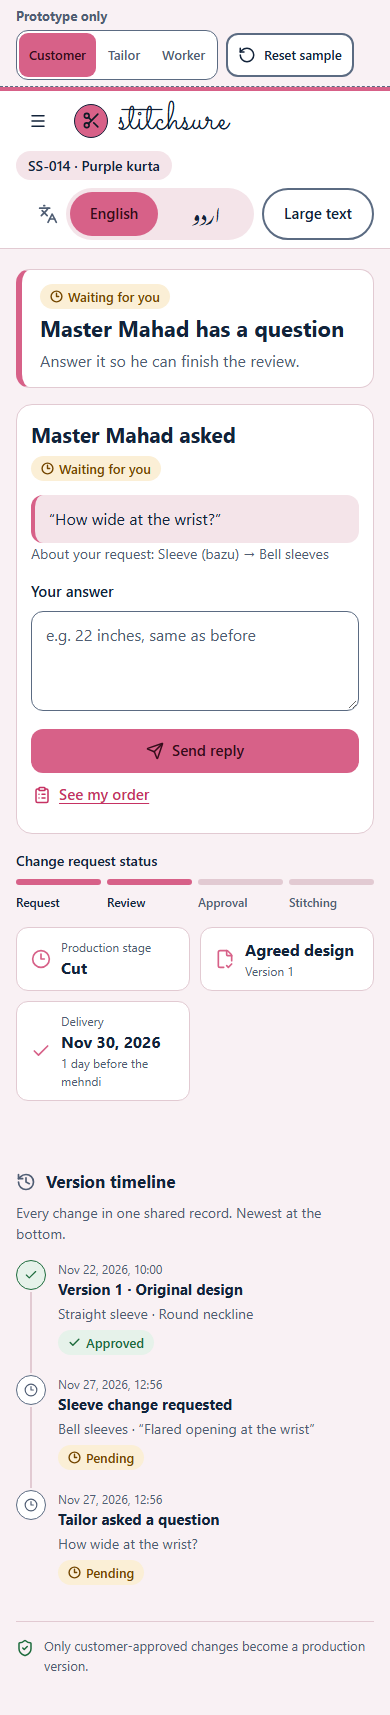 Prototype only
Customer
Tailor
Worker
Reset sample
stitchsure
SS-014 · Purple kurta
English
اردو
Large text
Waiting for you
Master Mahad has a question
Answer it so he can finish the review.
Master Mahad asked
Waiting for you
“How wide at the wrist?”
About your request: Sleeve (bazu) → Bell sleeves
Your answer
e.g. 22 inches, same as before
Send reply
See my order
Change request status
Request
Review
Approval
Stitching
Production stage
Cut
Agreed design
Version 1
Delivery
Nov 30, 2026
1 day before the
mehndi
Version timeline
Every change in one shared record. Newest at the
bottom.
Nov 22, 2026, 10:00
Version 1 · Original design
Straight sleeve · Round neckline
Approved
Nov 27, 2026, 12:56
Sleeve change requested
Bell sleeves · “Flared opening at the wrist”
Pending
Nov 27, 2026, 12:56
Tailor asked a question
How wide at the wrist?
Pending
Only customer-approved changes become a production
version.